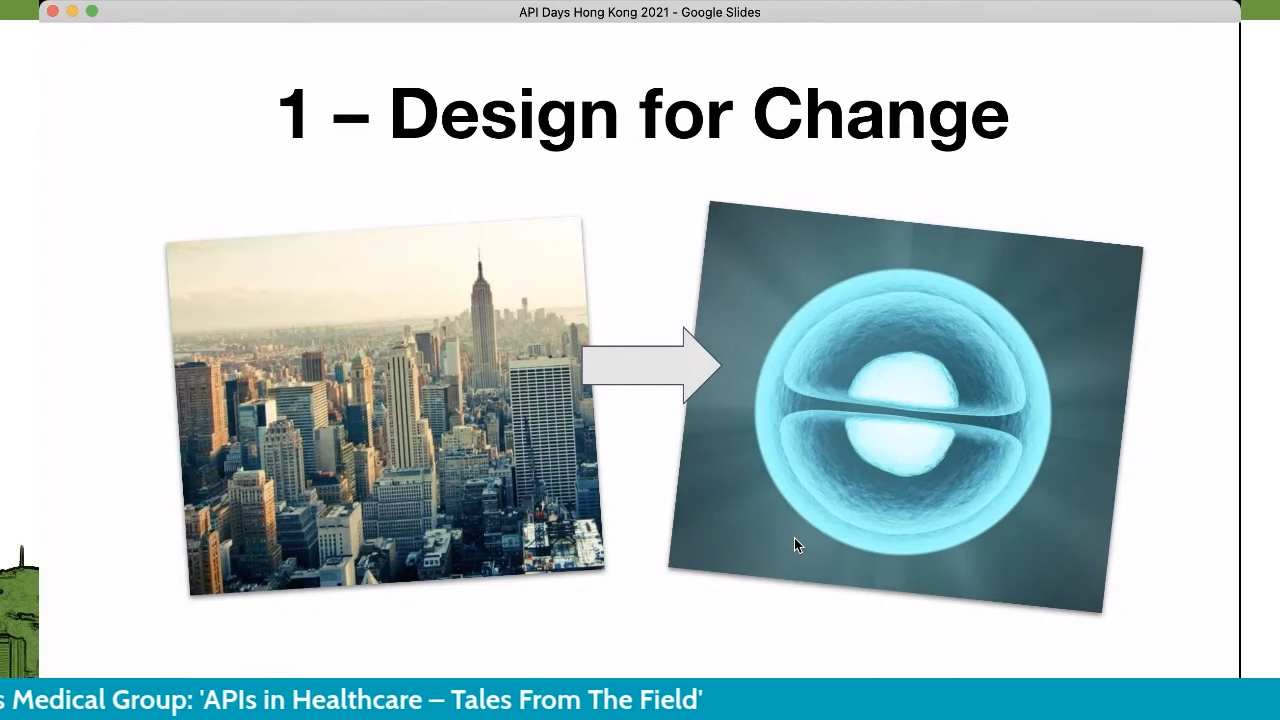 API Days Hong Kong 2021 - Google Slides
1 – Design for Change
Medical Group: 'APIs in Healthcare – Tales From The Field'